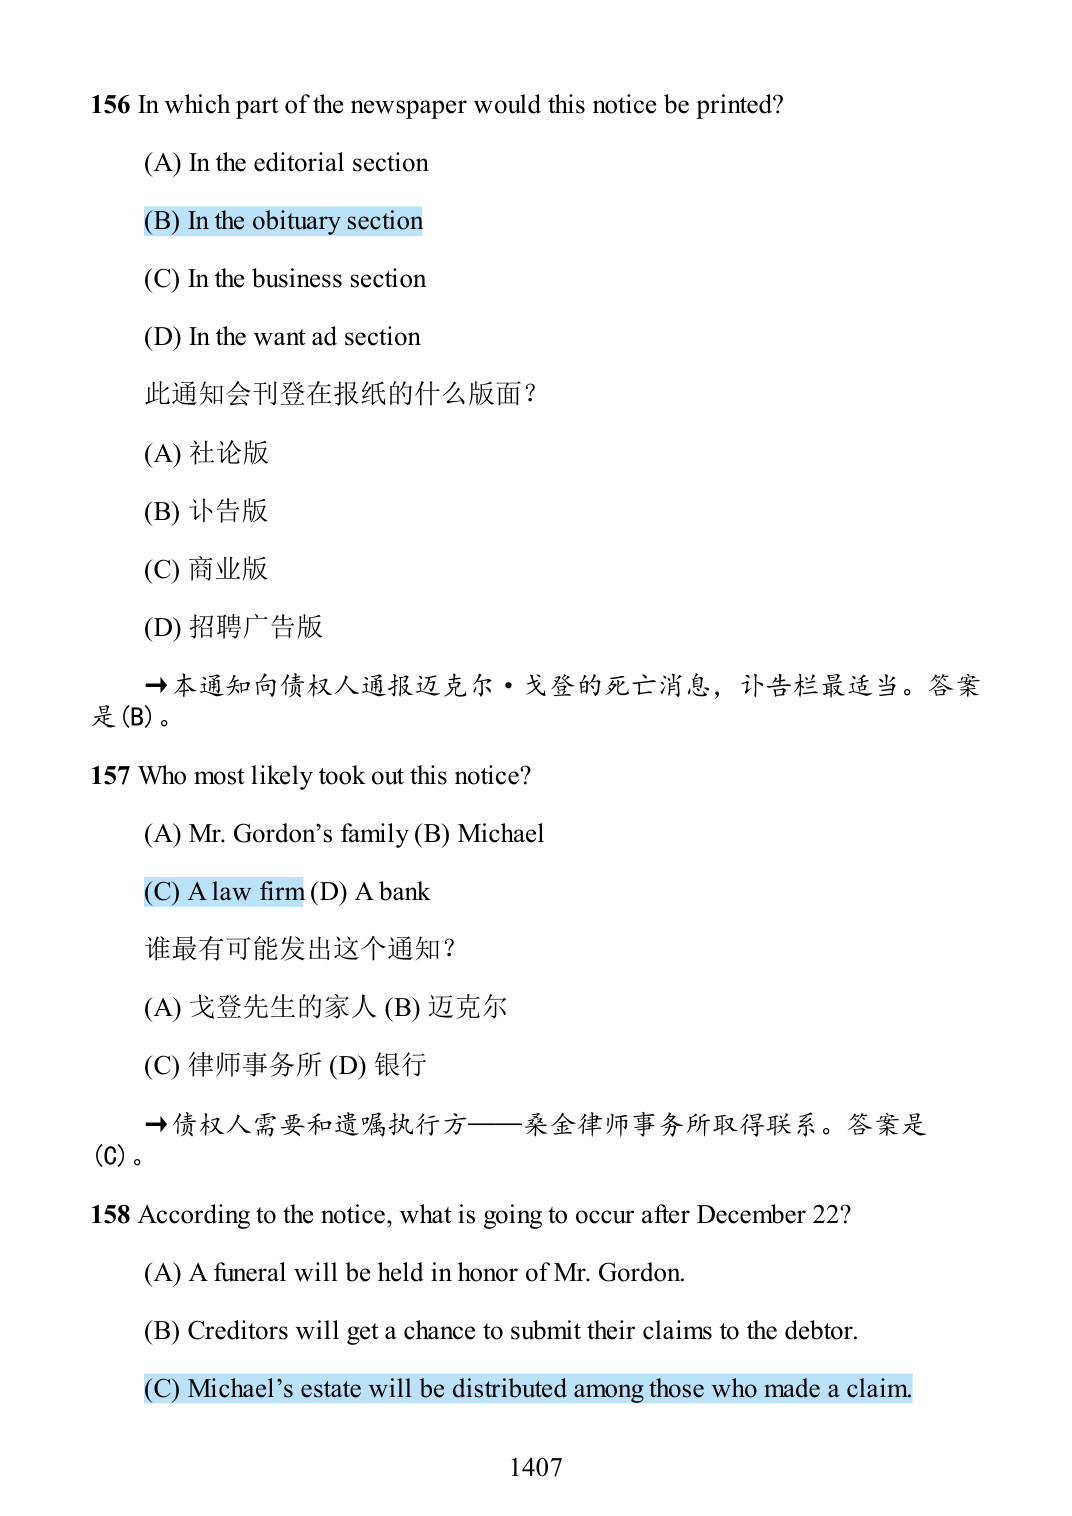 156 In which part of the newspaper would this notice be printed?
(A) In the editorial section
(B) In the obituary section
(C) In the business section
(D) In the want ad section
此通知会刊登在报纸的什么版面？
(A) 社论版
(B) 讣告版
(C) 商业版
(D) 招聘广告版
→本通知向债权人通报迈克尔·戈登的死亡消息，讣告栏最适当。答案
是(B)。
157 Who most likely took out this notice?
(A) Mr. Gordon’s family (B) Michael
(C) A law firm (D) A bank
谁最有可能发出这个通知？
(A) 戈登先生的家人 (B) 迈克尔
(C) 律师事务所 (D) 银行
→债权人需要和遗嘱执行方——桑金律师事务所取得联系。答案是
(C)。
158 According to the notice, what is going to occur after December 22?
(A) A funeral will be held in honor of Mr. Gordon.
(B) Creditors will get a chance to submit their claims to the debtor.
(C) Michael’s estate will be distributed among those who made a claim.
1407